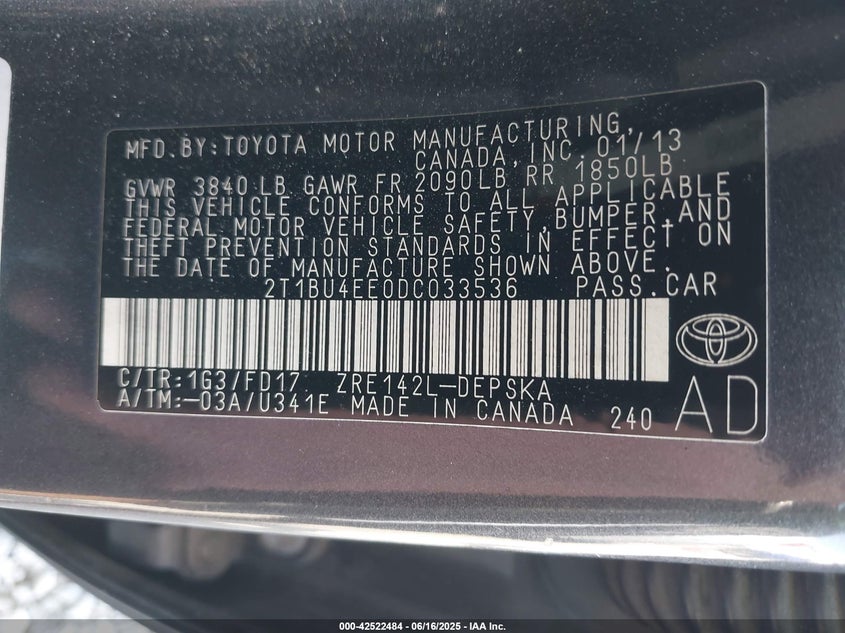 MFD.BY:TOYOTA MOTOR MANUFACTURING,
CANADA,INC. 01/13
GVWR 3840 LB GAWR FR 2090LB RR 1850LB
THIS VEHICLE CONFORMS TO ALL APPLICABLE
FEDERAL MOTOR VEHICLE SAFETY,BUMPER,AND
THEFT PREVENTION STANDARDS IN EFFECT ON
THE DATE OF MANUFACTURE SHOWN ABOVE.
2T1BU4EE0DC033536 PASS.CAR
C/TR:1G3/FD17 ZRE142L-DEPSKA
A/TM:-03A/U341E MADE IN CANADA 240
AD
000-42522484 - 06/16/2025 - IAA Inc.